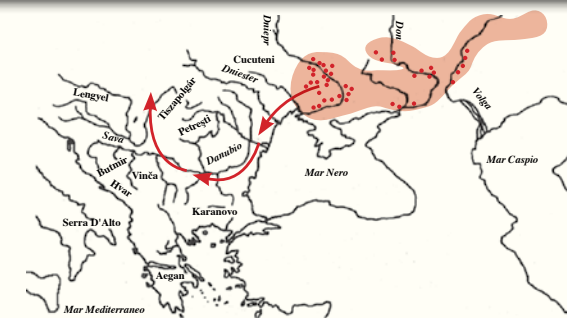 Dniepr
Don
Cucuteni
Dniester
Tiszapolgár
Lengyel
Volga
Petreşti
Sava
Danubio
Butmir
Mar Caspio
Vinča
Mar Nero
Hvar
Karanovo
Serra D'Alto
Aegan
Mar Mediterraneo